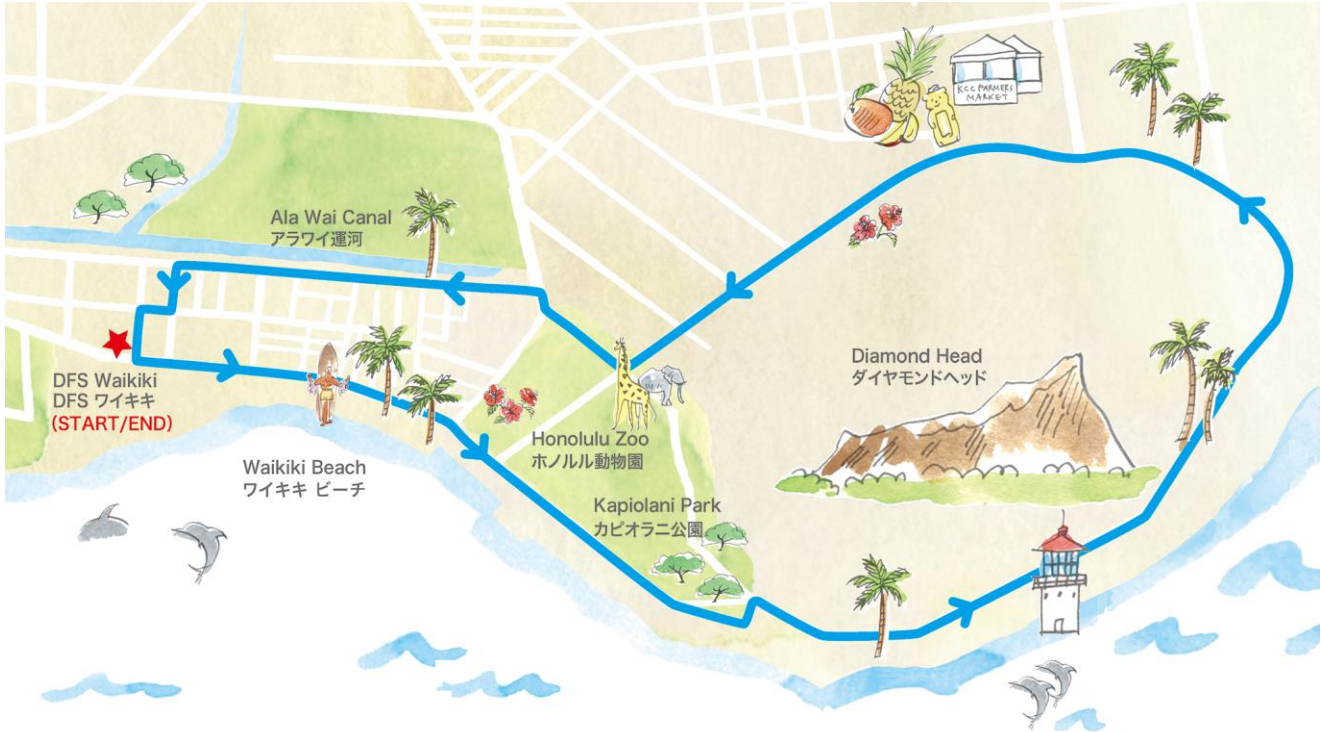 KCC FARMERS
MARKET
Ala Wai Canal
アラワイ運河
DFS Waikiki
DFS ワイキキ
(START/END)
Diamond Head
ダイヤモンドヘッド
Honolulu Zoo
ホノルル動物園
Waikiki Beach
ワイキキ ビーチ
Kapiolani Park
カピオラニ公園